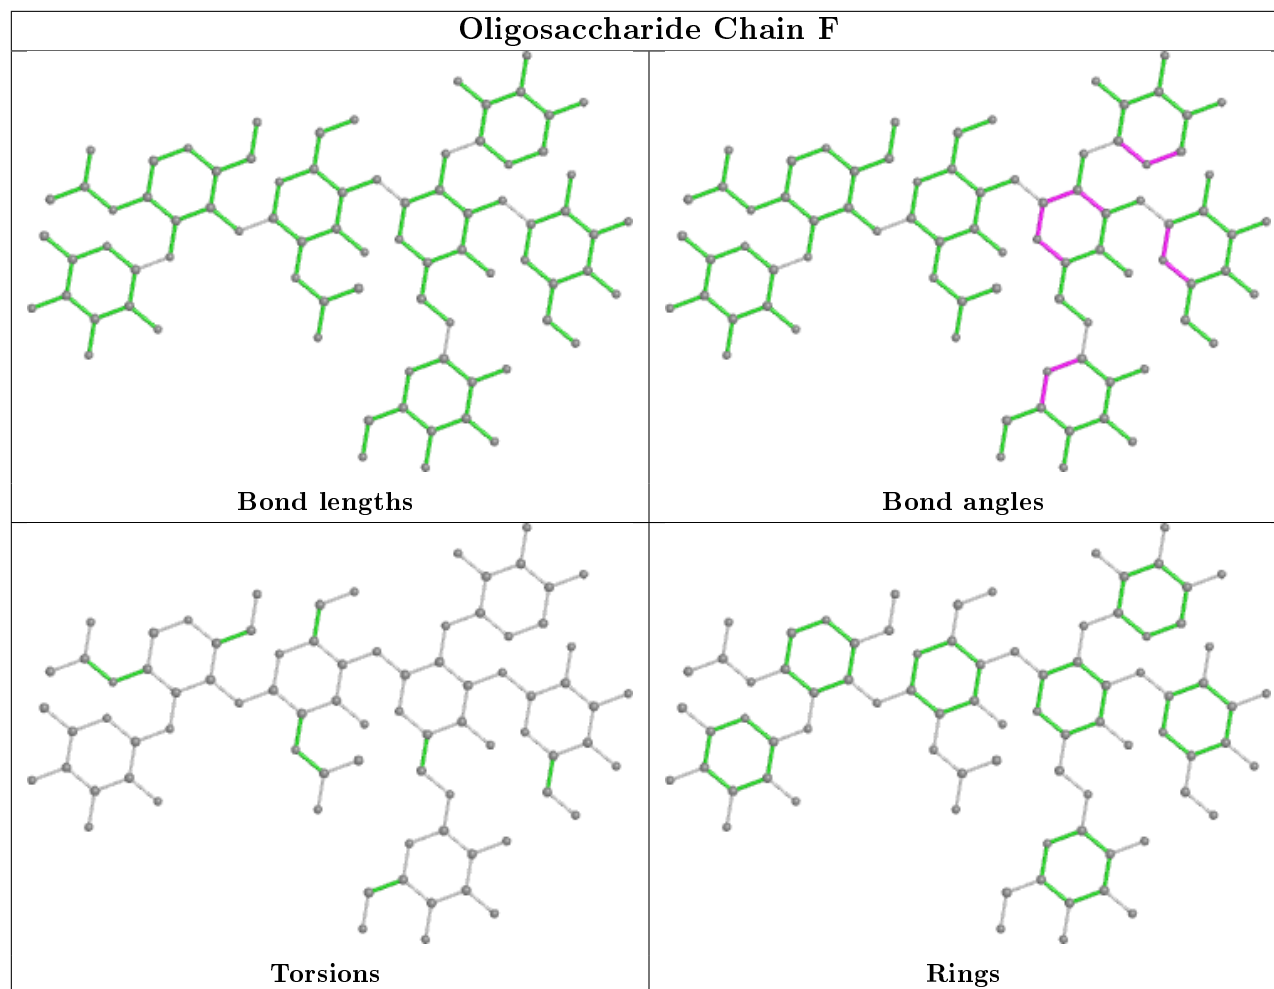 Oligosaccharide Chain F
Bond lengths
Bond angles
Torsions
Rings